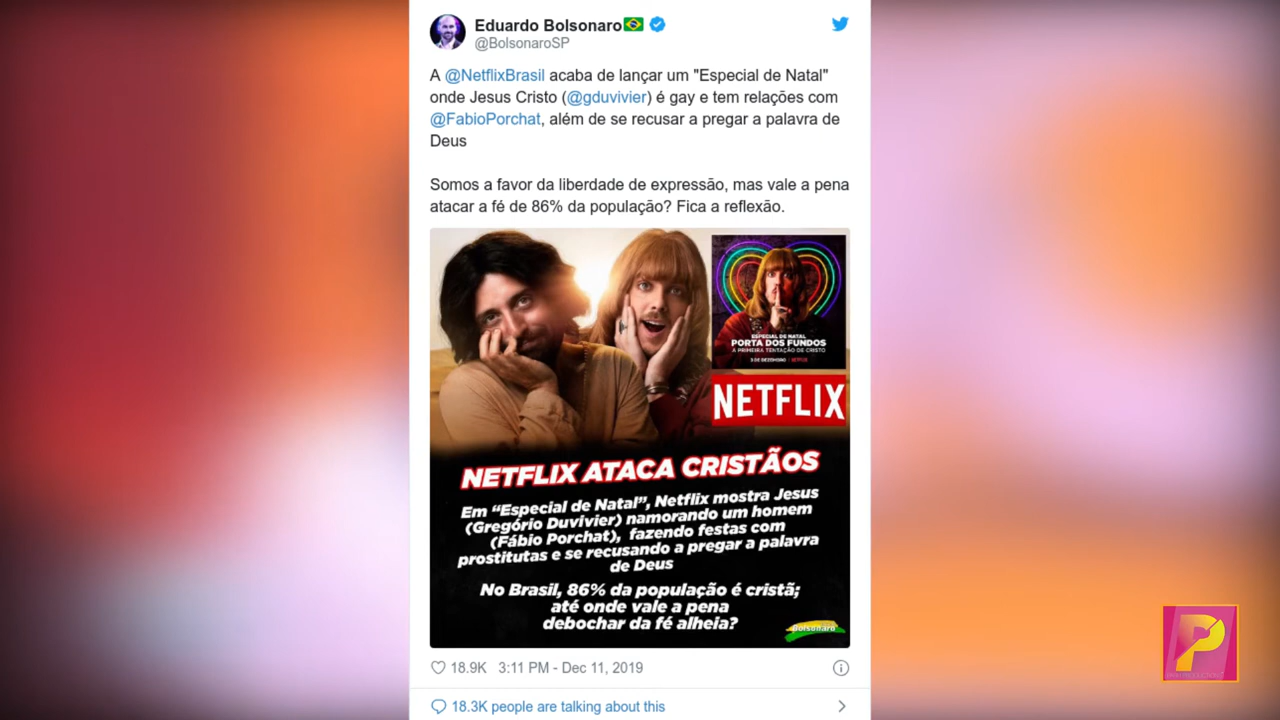 Eduardo Bolsonaro
@BolsonaroSP
A @NetflixBrasil acaba de lançar um "Especial de Natal"
onde Jesus Cristo (@gduvivier) é gay e tem relações com
@FabioPorchat, além de se recusar a pregar a palavra de
Deus
Somos a favor da liberdade de expressão, mas vale a pena
atacar a fé de 86% da população? Fica a reflexão.
ESPECIAL DE NATAL
PORTA DOS FUNDOS
A PRIMEIRA TENTAÇÃO DE CRISTO
3 DE DEZEMBRO | NETFLIX
NETFLIX
NETFLIX ATACA CRISTÃOS
Em “Especial de Natal”, Netflix mostra Jesus
(Gregório Duvivier) namorando um homem
(Fábio Porchat), fazendo festas com
prostitutas e se recusando a pregar a palavra
de Deus
No Brasil, 86% da população é cristã;
até onde vale a pena
debochar da fé alheia?
Bolsonaro
18.9K 3:11 PM - Dec 11, 2019
18.3K people are talking about this
P